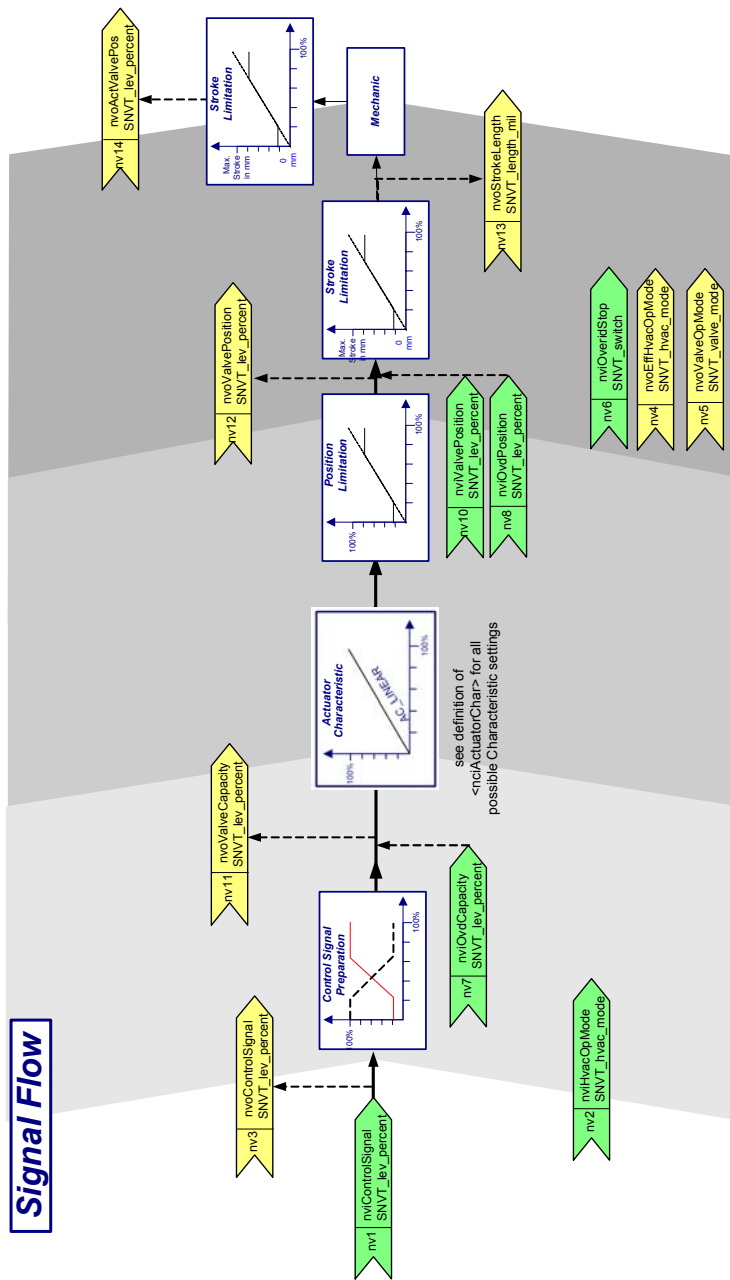 Signal Flow
nv3
nvoControlSignal
SNVT_lev_percent
nv1
nviControlSignal
SNVT_lev_percent
nv2
nviHvacOpMode
SNVT_hvac_mode
Control Signal
Preparation
100%
100%
nv11
nvoValveCapacity
SNVT_lev_percent
nv7
nviOvdCapacity
SNVT_lev_percent
Actuator
Characteristic
100%
AC_LINEAR
100%
see definition of
<nciActuatorChar> for all
possible Characteristic settings
Position
Limitation
100%
100%
nv12
nvoValvePosition
SNVT_lev_percent
nv10
nviValvePosition
SNVT_lev_percent
nv8
nviOvdPosition
SNVT_lev_percent
Stroke
Limitation
Max.
Stroke
in mm
0
mm
100%
nv13
nvoStrokeLength
SNVT_length_mil
nv6
nviOveridStop
SNVT_switch
nv4
nvoEffHvacOpMode
SNVT_hvac_mode
nv5
nvoValveOpMode
SNVT_valve_mode
Mechanic
Stroke
Limitation
Max.
Stroke
in mm
0
mm
100%
nv14
nvoActValvePos
SNVT_lev_percent